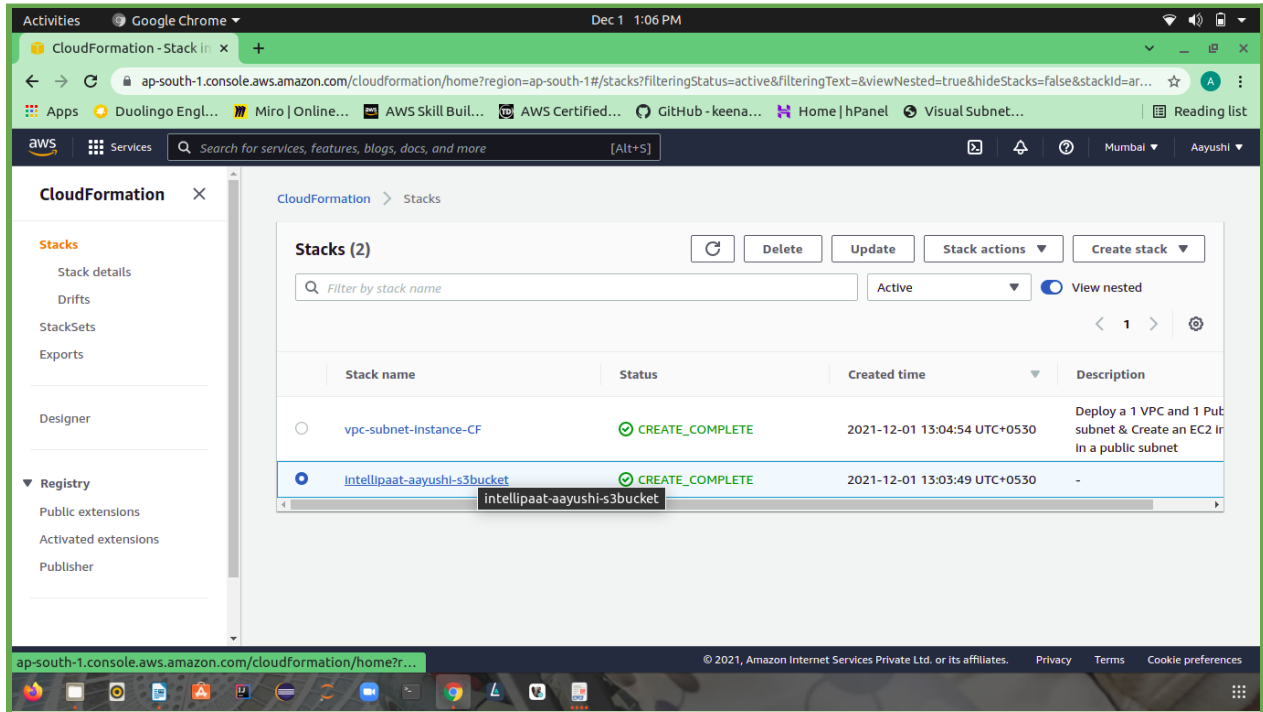 Activities Google Chrome Dec 1 1:06 PM
CloudFormation - Stack in
ap-south-1.console.aws.amazon.com/cloudformation/home?region=ap-south-1#/stacks?filteringStatus=active&filteringText=&viewNested=true&hideStacks=false&stackId=ar... A
Apps Duolingo Engl... Miro | Online... AWS Skill Buil... AWS Certified... GitHub - keena... Home | hPanel Visual Subnet... Reading list
aws Services Search for services, features, blogs, docs, and more [Alt+S] Mumbai Aayushi
CloudFormation
Stacks
Stack details
Drifts
StackSets
Exports
Designer
Registry
Public extensions
Activated extensions
Publisher
CloudFormation Stacks
Stacks (2) Delete Update Stack actions Create stack
Filter by stack name Active View nested
1
Stack name Status Created time Description
vpc-subnet-instance-CF CREATE_COMPLETE 2021-12-01 13:04:54 UTC+0530
Deploy a 1 VPC and 1 Pub
subnet & Create an EC2 in
in a public subnet
intellipaat-aayushi-s3bucket CREATE_COMPLETE 2021-12-01 13:03:49 UTC+0530 -
intellipaat-aayushi-s3bucket
ap-south-1.console.aws.amazon.com/cloudformation/home?r... © 2021, Amazon Internet Services Private Ltd. or its affiliates. Privacy Terms Cookie preferences